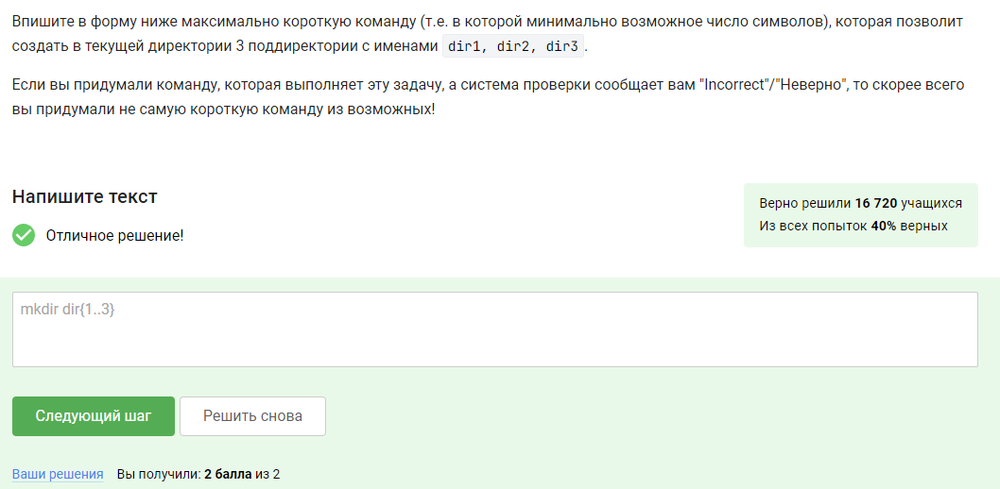 Впишите в форму ниже максимально короткую команду (т.е. в которой минимально возможное число символов), которая позволит
создать в текущей директории 3 поддиректории с именами dir1, dir2, dir3.
Если вы придумали команду, которая выполняет эту задачу, а система проверки сообщает вам "Incorrect"/"Неверно", то скорее всего
вы придумали не самую короткую команду из возможных!
Напишите текст
Верно решили 16 720 учащихся
Из всех попыток 40% верных
Отличное решение!
mkdir dir{1..3}
Следующий шаг
Решить снова
Ваши решения Вы получили: 2 балла из 2